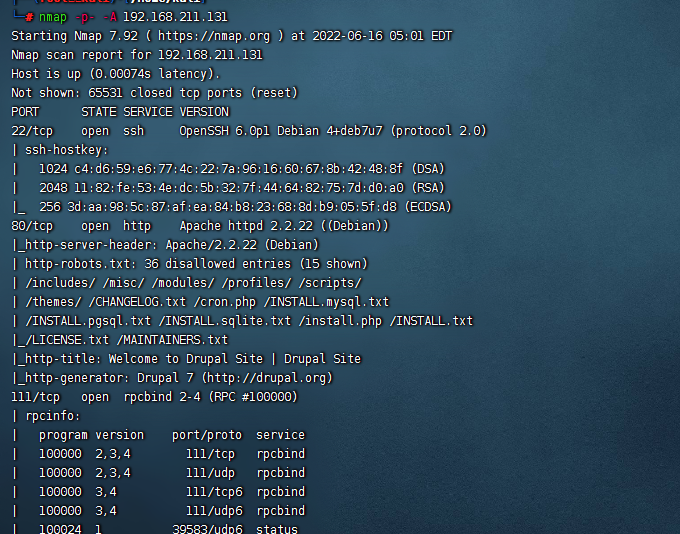 # nmap -p- -A 192.168.211.131
Starting Nmap 7.92 ( https://nmap.org ) at 2022-06-16 05:01 EDT
Nmap scan report for 192.168.211.131
Host is up (0.00074s latency).
Not shown: 65531 closed tcp ports (reset)
PORT      STATE SERVICE VERSION
22/tcp    open  ssh     OpenSSH 6.0p1 Debian 4+deb7u7 (protocol 2.0)
| ssh-hostkey:
|   1024 c4:d6:59:e6:77:4c:22:7a:96:16:60:67:8b:42:48:8f (DSA)
|   2048 11:82:fe:53:4e:dc:5b:32:7f:44:64:82:75:7d:d0:a0 (RSA)
|_  256 3d:aa:98:5c:87:af:ea:84:b8:23:68:8d:b9:05:5f:d8 (ECDSA)
80/tcp    open  http    Apache httpd 2.2.22 ((Debian))
|_http-server-header: Apache/2.2.22 (Debian)
| http-robots.txt: 36 disallowed entries (15 shown)
| /includes/ /misc/ /modules/ /profiles/ /scripts/
| /themes/ /CHANGELOG.txt /cron.php /INSTALL.mysql.txt
| /INSTALL.pgsql.txt /INSTALL.sqlite.txt /install.php /INSTALL.txt
|_/LICENSE.txt /MAINTAINERS.txt
|_http-title: Welcome to Drupal Site | Drupal Site
|_http-generator: Drupal 7 (http://drupal.org)
111/tcp   open  rpcbind 2-4 (RPC #100000)
| rpcinfo:
|   program version    port/proto  service
|   100000  2,3,4        111/tcp   rpcbind
|   100000  2,3,4        111/udp   rpcbind
|   100000  3,4          111/tcp6  rpcbind
|   100000  3,4          111/udp6  rpcbind
|   100024  1          39583/udp6  status